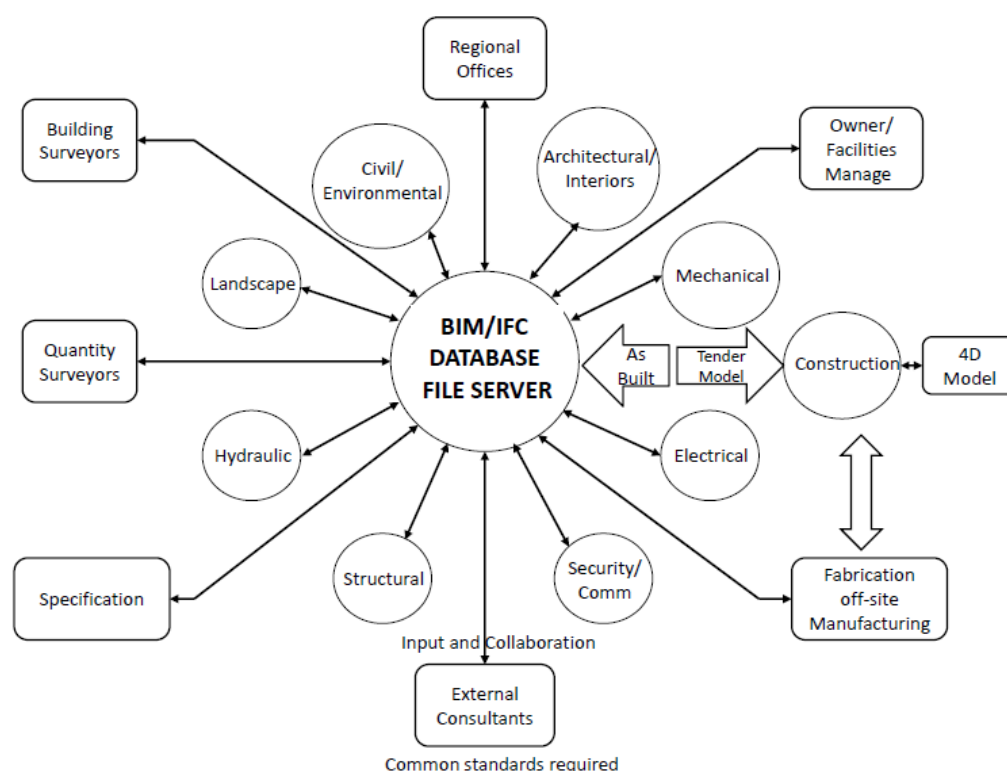 Regional
Offices
Building
Surveyors
Civil/
Environmental
Architectural/
Interiors
Owner/
Facilities
Manage
Landscape
Mechanical
BIM/IFC
DATABASE
FILE SERVER
Quantity
Surveyors
As
Built
Tender
Model
Construction
4D
Model
Hydraulic
Electrical
Specification
Structural
Security/
Comm
Fabrication
off-site
Manufacturing
Input and Collaboration
External
Consultants
Common standards required